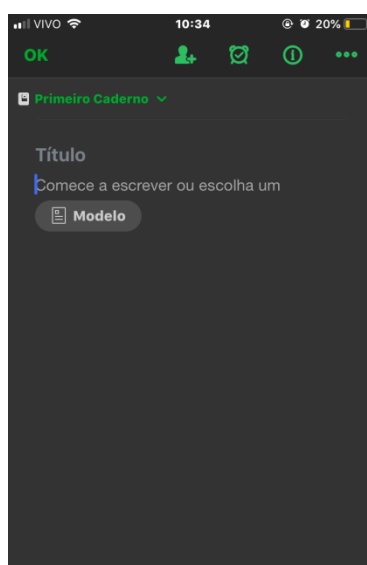 VIVO 10:34 20%
OK
Primeiro Caderno
Título
Comece a escrever ou escolha um
Modelo